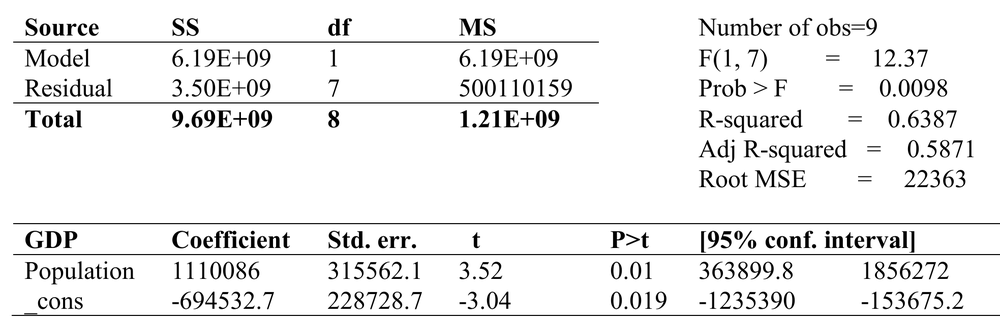 Source SS df MS Number of obs=9
Model 6.19E+09 1 6.19E+09 F(1, 7) = 12.37
Residual 3.50E+09 7 500110159 Prob > F = 0.0098
Total 9.69E+09 8 1.21E+09 R-squared = 0.6387
Adj R-squared = 0.5871
Root MSE = 22363
GDP Coefficient Std. err. t P>t [95% conf. interval]
Population 1110086 315562.1 3.52 0.01 363899.8 1856272
_cons -694532.7 228728.7 -3.04 0.019 -1235390 -153675.2